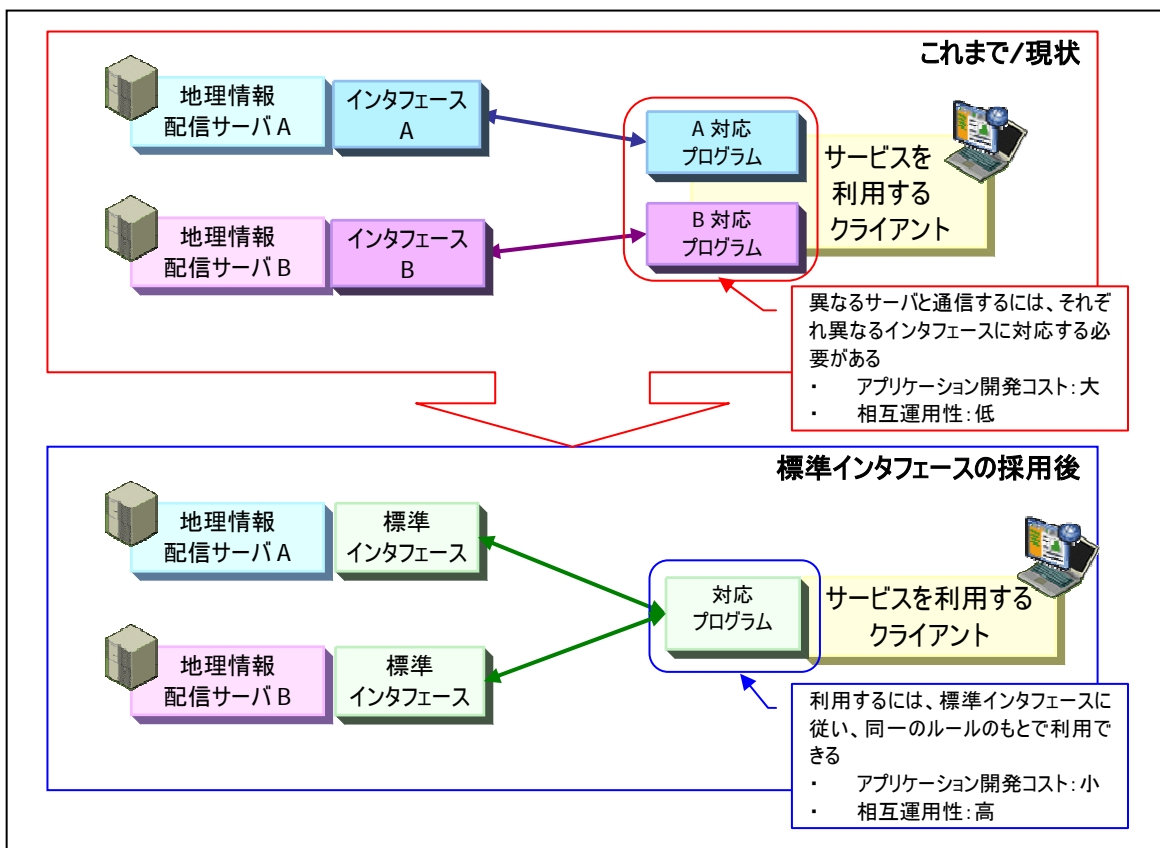 これまで/現状
地理情報
配信サーバA
インタフェース
A
A 対応
プログラム
サービスを
利用する
クライアント
地理情報
配信サーバB
インタフェース
B
B 対応
プログラム
異なるサーバと通信するには、それぞ
れ異なるインタフェースに対応する必
要がある
・ アプリケーション開発コスト:大
・ 相互運用性:低
標準インタフェースの採用後
地理情報
配信サーバA
標準
インタフェース
対応
プログラム
サービスを利用する
クライアント
地理情報
配信サーバB
標準
インタフェース
利用するには、標準インタフェースに
従い、同一のルールのもとで利用で
きる
・ アプリケーション開発コスト:小
・ 相互運用性:高